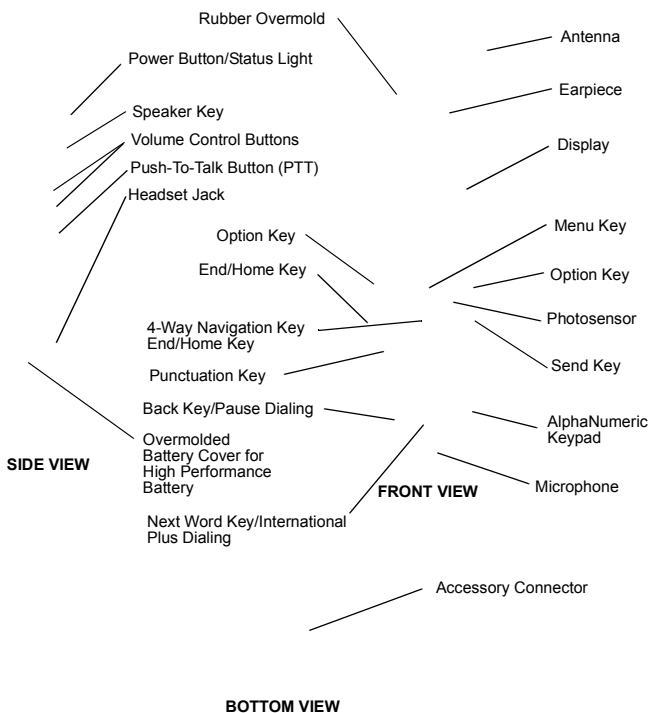 Rubber Overmold
Antenna
Power Button/Status Light
Earpiece
Speaker Key
Volume Control Buttons
Display
Push-To-Talk Button (PTT)
Headset Jack
Menu Key
Option Key
End/Home Key
Option Key
Photosensor
4-Way Navigation Key
End/Home Key
Send Key
Punctuation Key
Back Key/Pause Dialing
AlphaNumeric
Keypad
Overmolded
Battery Cover for
High Performance
Battery
SIDE VIEW
Microphone
FRONT VIEW
Next Word Key/International
Plus Dialing
Accessory Connector
BOTTOM VIEW